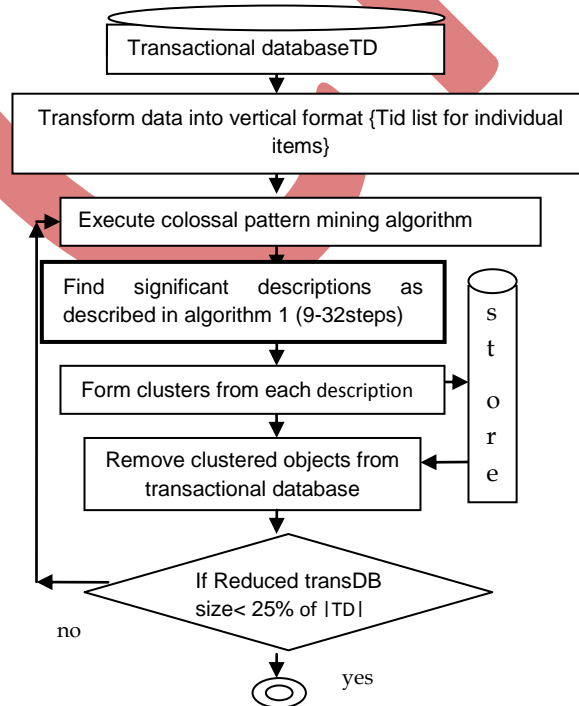 Transactional databaseTD
Transform data into vertical format {Tid list for individual
items}
Execute colossal pattern mining algorithm
Find significant descriptions as
described in algorithm 1 (9-32steps)
s
t
o
r
e
Form clusters from each description
Remove clustered objects from
transactional database
If Reduced transDB
size< 25% of |TD|
no
yes